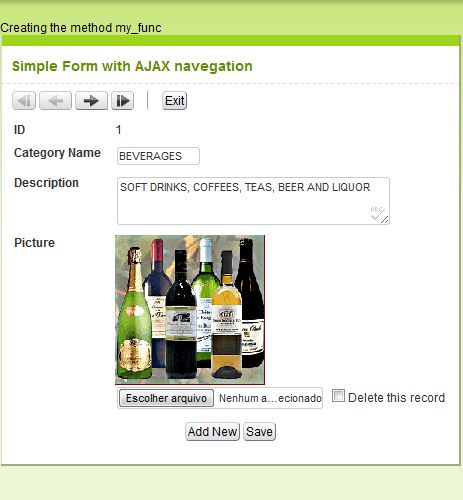 Creating the method my_func
Simple Form with AJAX navegation
Exit
ID 1
Category Name BEVERAGES
Description SOFT DRINKS, COFFEES, TEAS, BEER AND LIQUOR
ABC
Picture
Escolher arquivo Nenhum a...ecionado Delete this record
Add New Save